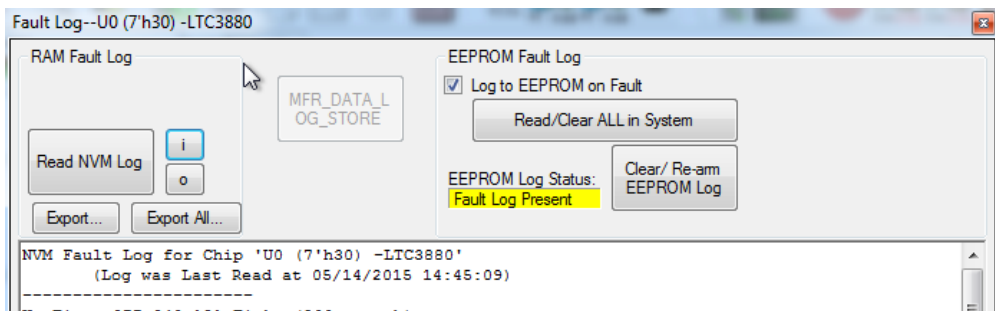 Fault Log--U0 (7'h30) -LTC3880
RAM Fault Log
Read NVM Log
i
o
Export...
Export All...
MFR_DATA_L
OG_STORE
EEPROM Fault Log
Log to EEPROM on Fault
Read/Clear ALL in System
EEPROM Log Status:
Fault Log Present
Clear/ Re-arm
EEPROM Log
NVM Fault Log for Chip 'U0 (7'h30) -LTC3880'
(Log was Last Read at 05/14/2015 14:45:09)
------------------------